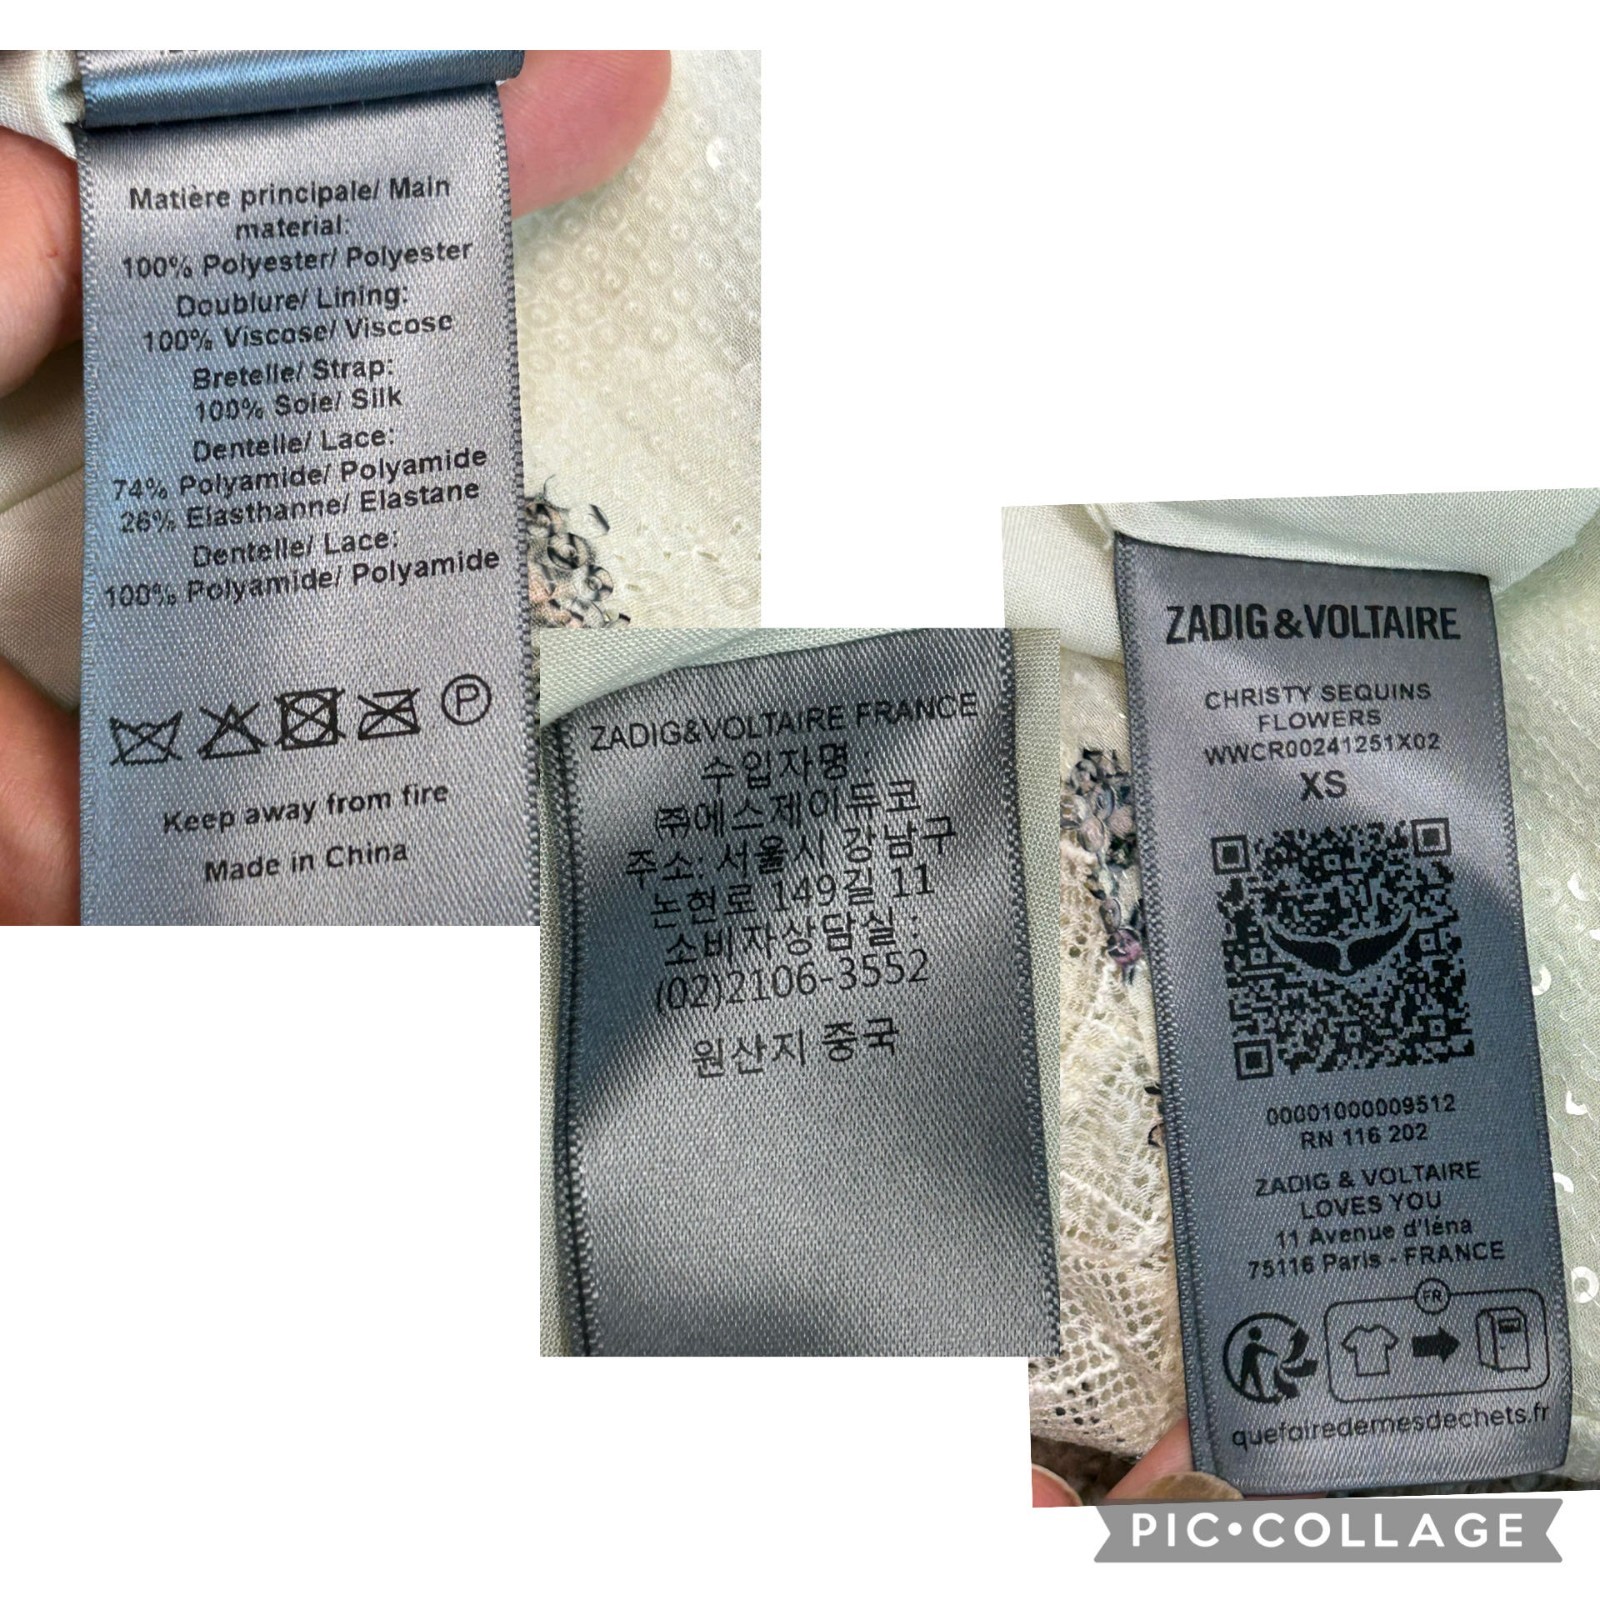 Matière principale/ Main
material:
100% Polyester/ Polyester
Doublure/ Lining:
100% Viscose/ Viscose
Bretelle/ Strap:
100% Soie/ Silk
Dentelle/ Lace:
74% Polyamide/ Polyamide
26% Elasthanne/ Elastane
Dentelle/ Lace:
100% Polyamide/ Polyamide
P
Keep away from fire
Made in China
ZADIG&VOLTAIRE FRANCE
수입자명 :
㈜에스제이듀코
주소: 서울시 강남구
논현로 149길 11
소비자상담실 :
(02)2106-3552
원산지 중국
ZADIG&VOLTAIRE
CHRISTY SEQUINS
FLOWERS
WWCR00241251X02
XS
00001000009512
RN 116 202
ZADIG & VOLTAIRE
LOVES YOU
11 Avenue d'Iéna
75116 Paris - FRANCE
FR
quefairedemesdechets.fr
PIC•COLLAGE